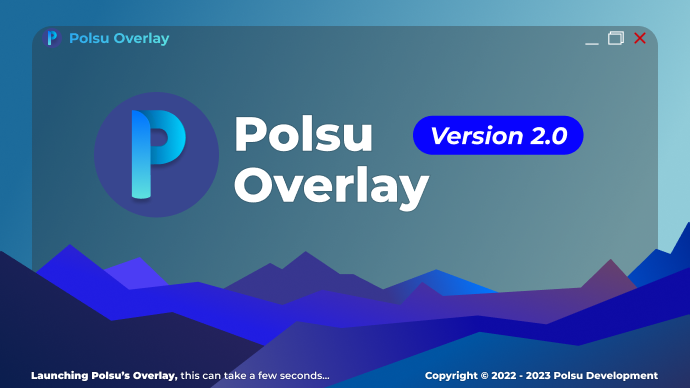 Polsu Overlay
Polsu
Version 2.0
Overlay
Launching Polsu's Overlay, this can take a few seconds...
Copyright © 2022 - 2023 Polsu Development